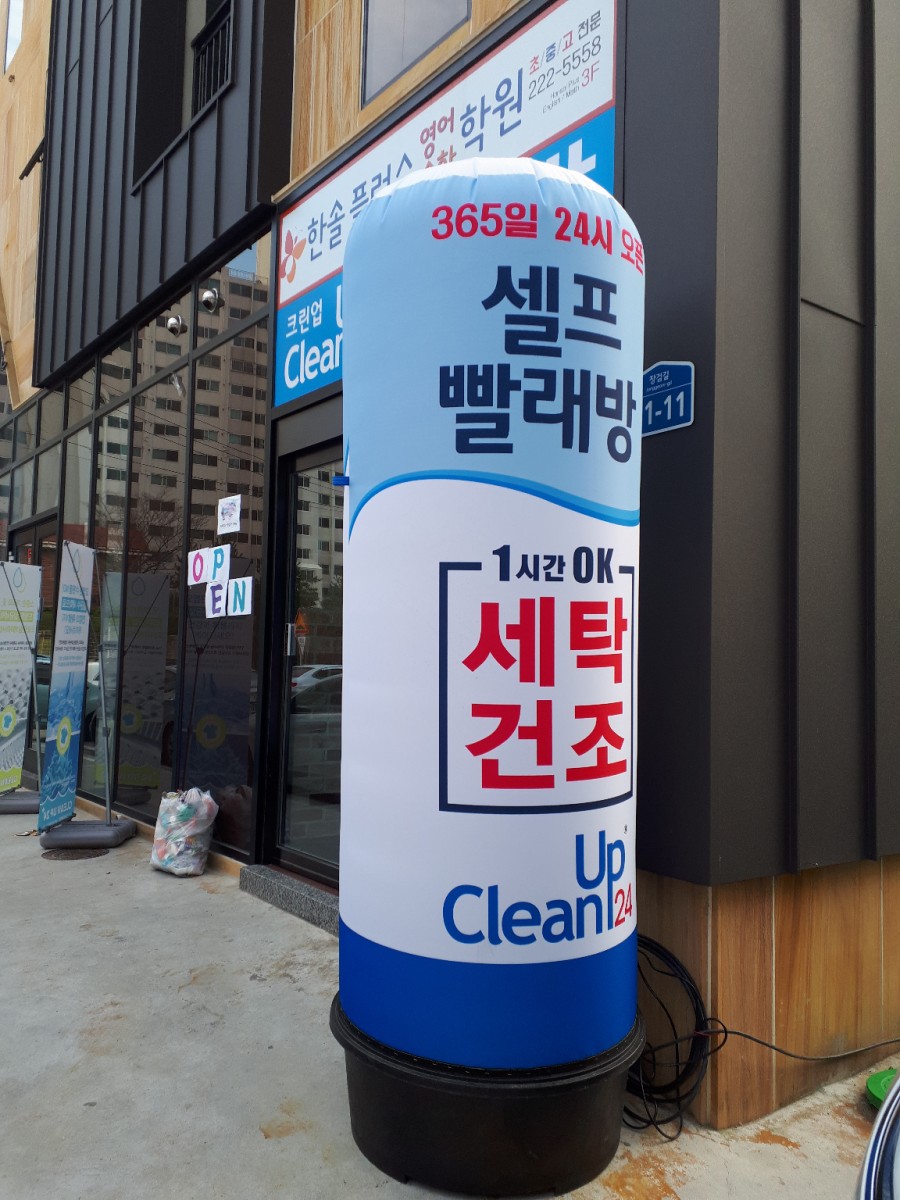 한솔플러스
영어
학원
초/중/고 전문
222-5558
English / Math
3F
크린업
Clean
365일 24시 오픈
셀프
빨래방
1-11
1시간 OK
세탁
건조
Up
Clean
24
OPEN